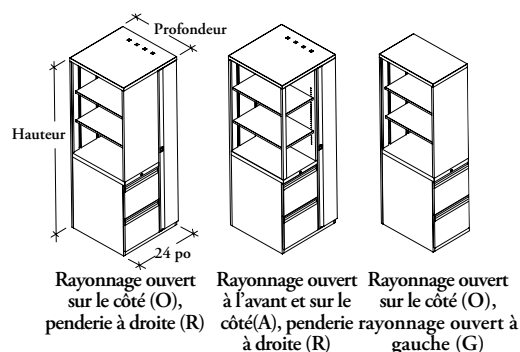 Profondeur
Hauteur
24 po
Rayonnage ouvert
sur le côté (O),
penderie à droite (R)
Rayonnage ouvert
à l'avant et sur le
côté(A), penderie
à droite (R)
Rayonnage ouvert
sur le côté (O),
rayonnage ouvert à
gauche (G)